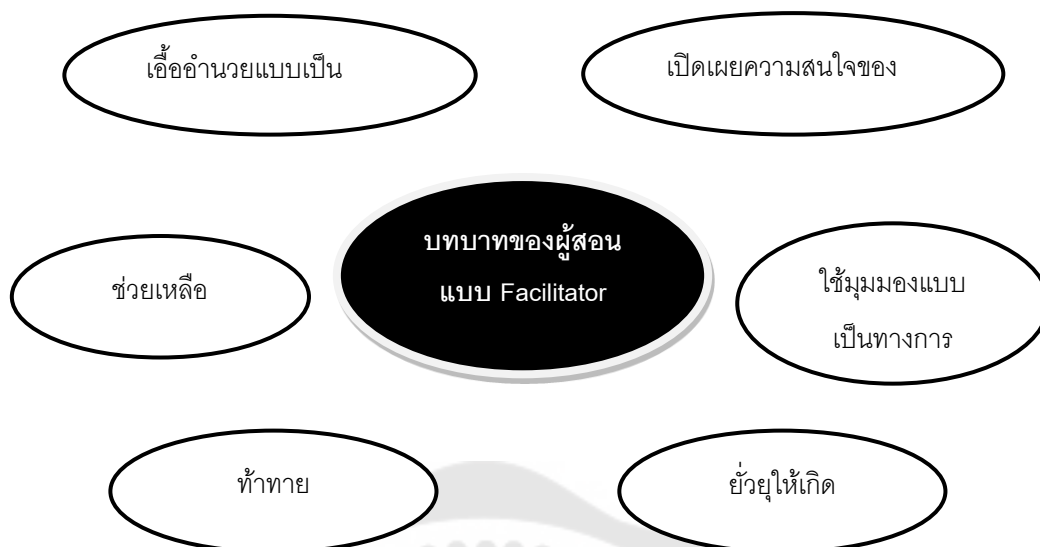 เอื้ออำนวยแบบเป็น
เปิดเผยความสนใจของ
บทบาทของผู้สอน
แบบ Facilitator
ช่วยเหลือ
ใช้มุมมองแบบ
เป็นทางการ
ท้าทาย
ยั่วยุให้เกิด